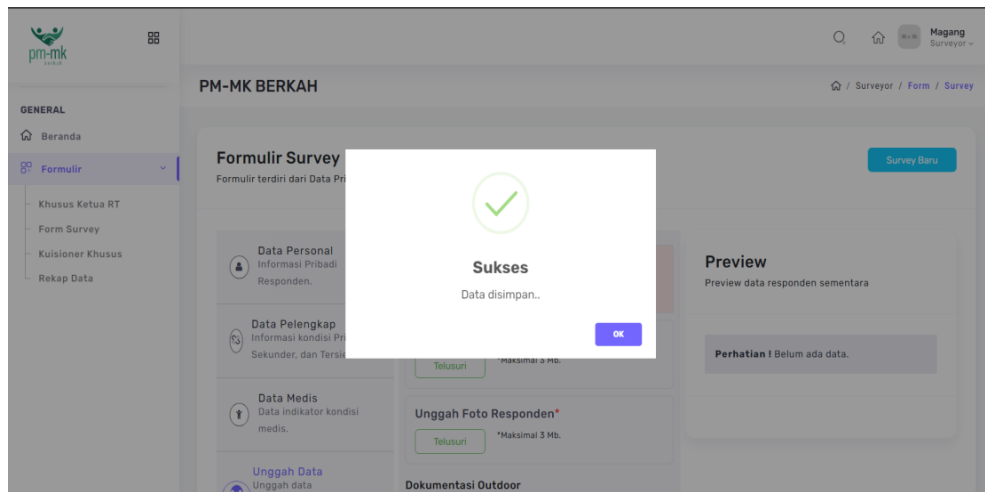 pm-mk
Magang
Surveyor
PM-MK BERKAH
/ Surveyor / Form / Survey
GENERAL
Beranda
Formulir
Khusus Ketua RT
Form Survey
Kuisioner Khusus
Rekap Data
Formulir Survey
Formulir terdiri dari Data Pri
Survey Baru
Data Personal
Informasi Pribadi
Responden.
Data Pelengkap
Informasi kondisi Pri
Sekunder, dan Tersie
Data Medis
Data indikator kondisi
medis.
Unggah Data
Unggah data
Sukses
Data disimpan..
OK
Telusuri
*Maksimal 3 Mb.
Unggah Foto Responden*
Telusuri
*Maksimal 3 Mb.
Dokumentasi Outdoor
Preview
Preview data responden sementara
Perhatian ! Belum ada data.